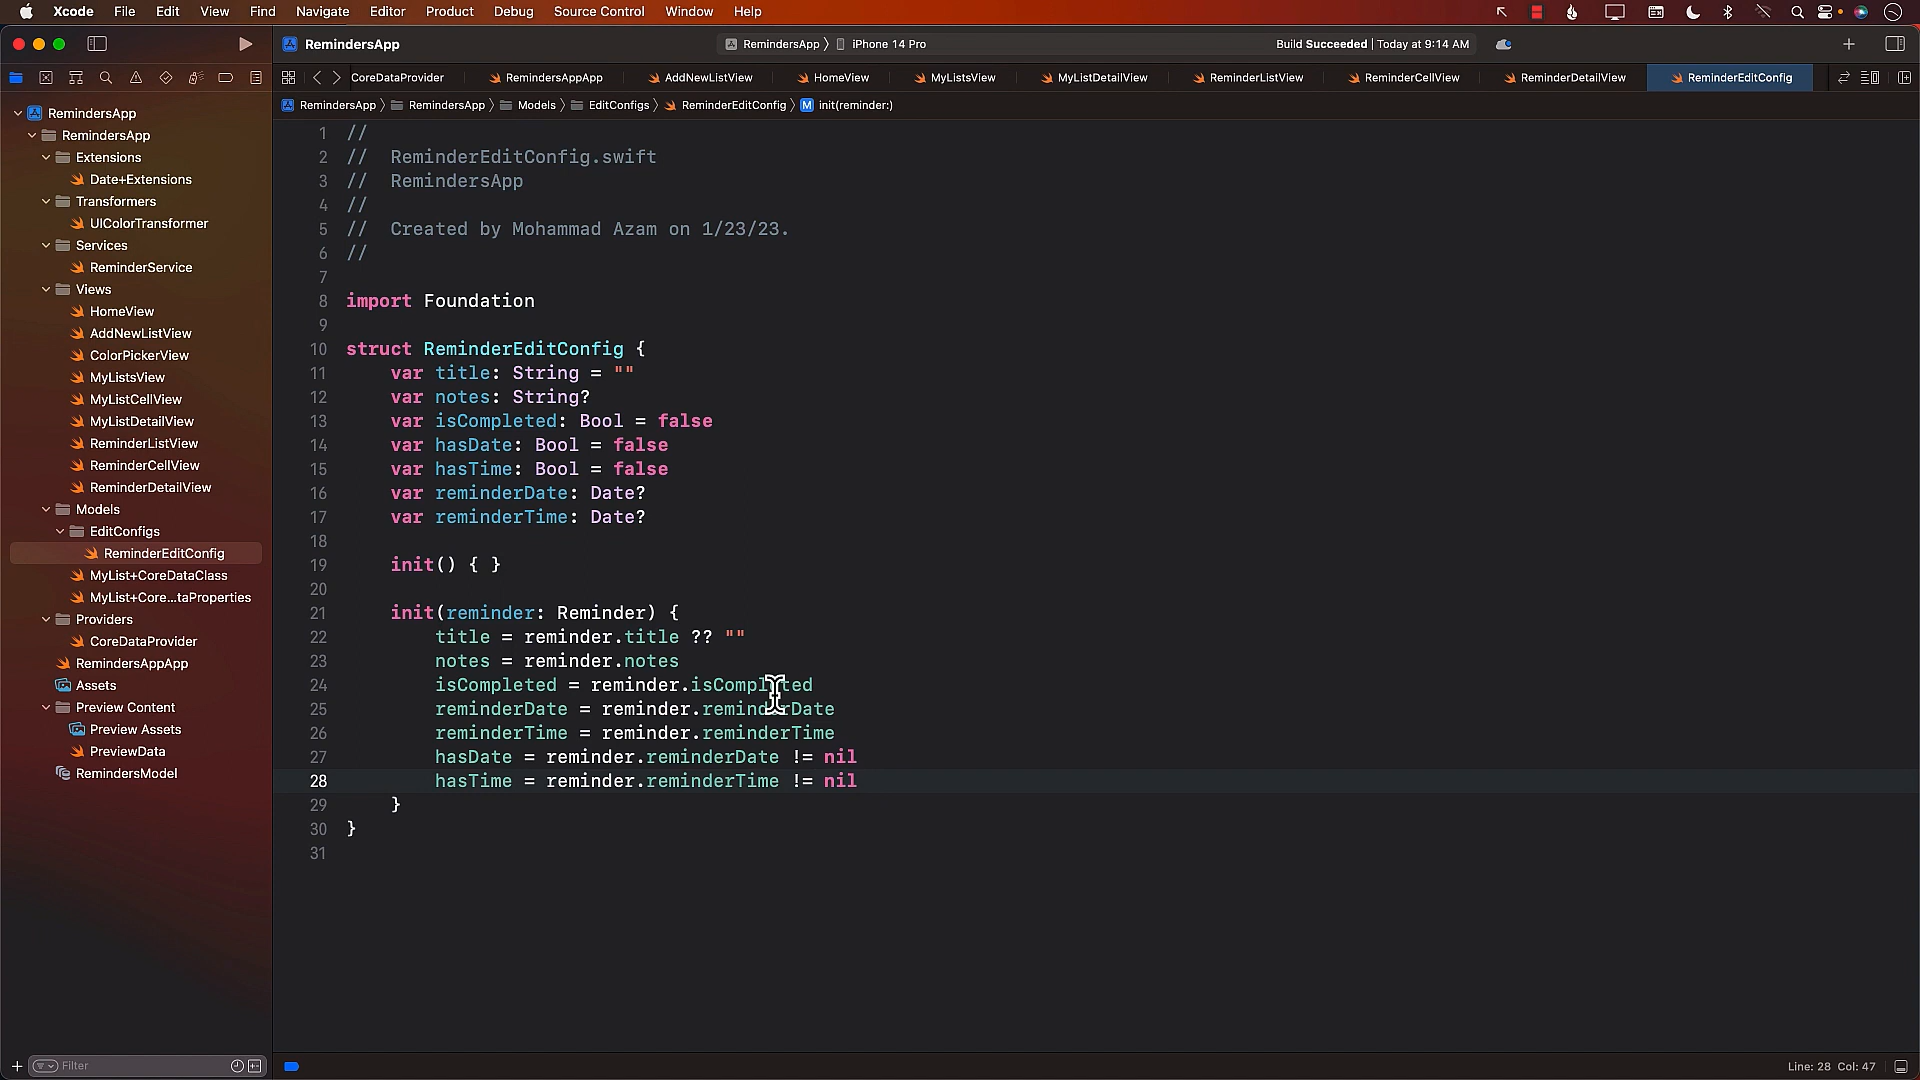 Xcode File Edit View Find Navigate Editor Product Debug Source Control Window Help
RemindersApp
RemindersApp 〉 iPhone 14 Pro
Build Succeeded | Today at 9:14 AM
CoreDataProvider RemindersAppApp AddNewListView HomeView MyListsView MyListDetailView ReminderListView ReminderCellView ReminderDetailView ReminderEditConfig
RemindersApp 〉 RemindersApp 〉 Models 〉 EditConfigs 〉 ReminderEditConfig 〉 M init(reminder:)
RemindersApp
RemindersApp
Extensions
Date+Extensions
Transformers
UIColorTransformer
Services
ReminderService
Views
HomeView
AddNewListView
ColorPickerView
MyListsView
MyListCellView
MyListDetailView
ReminderListView
ReminderCellView
ReminderDetailView
Models
EditConfigs
ReminderEditConfig
MyList+CoreDataClass
MyList+Core...taProperties
Providers
CoreDataProvider
RemindersAppApp
Assets
Preview Content
Preview Assets
PreviewData
RemindersModel
Filter
1 //
2 //  ReminderEditConfig.swift
3 //  RemindersApp
4 //
5 //  Created by Mohammad Azam on 1/23/23.
6 //
7
8 import Foundation
9
10 struct ReminderEditConfig {
11     var title: String = ""
12     var notes: String?
13     var isCompleted: Bool = false
14     var hasDate: Bool = false
15     var hasTime: Bool = false
16     var reminderDate: Date?
17     var reminderTime: Date?
18
19     init() { }
20
21     init(reminder: Reminder) {
22         title = reminder.title ?? ""
23         notes = reminder.notes
24         isCompleted = reminder.isCompleted
25         reminderDate = reminder.reminderDate
26         reminderTime = reminder.reminderTime
27         hasDate = reminder.reminderDate != nil
28         hasTime = reminder.reminderTime != nil
29     }
30 }
31
Line: 28 Col: 47